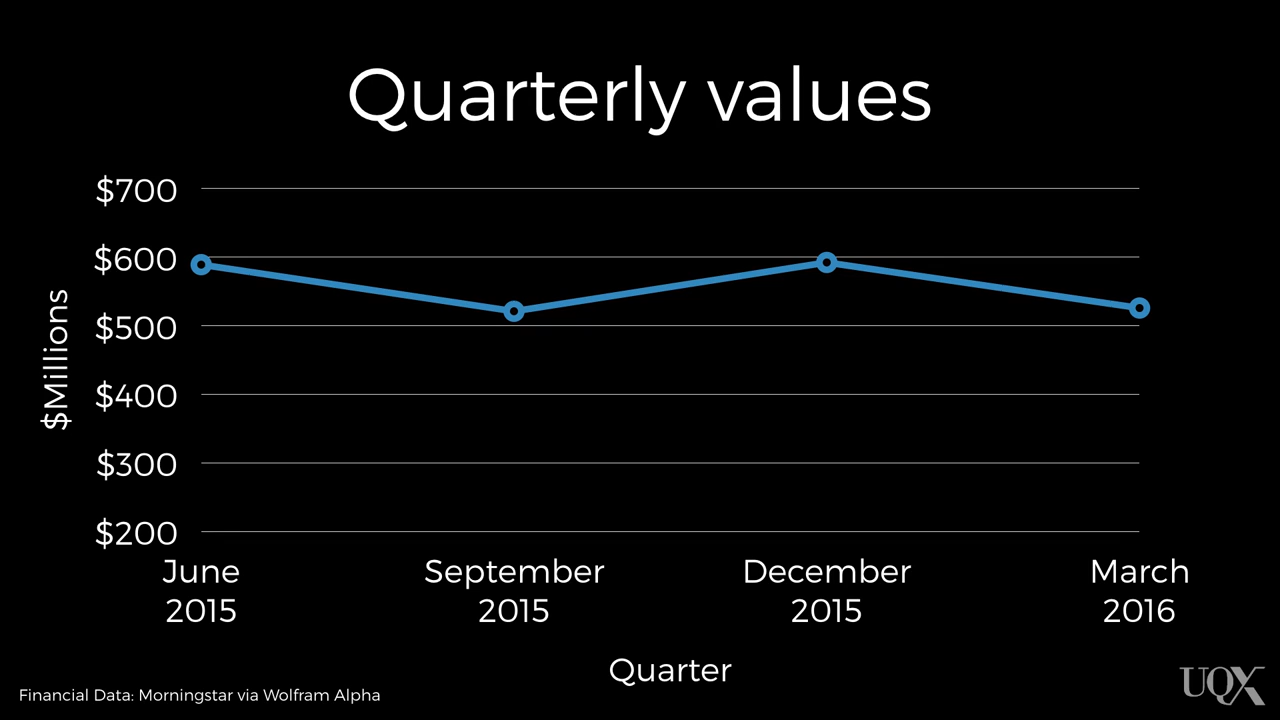 Quarterly values
$700
$600
$500
$400
$300
$200
$Millions
June
2015
September
2015
December
2015
March
2016
Quarter
Financial Data: Morningstar via Wolfram Alpha
UQX